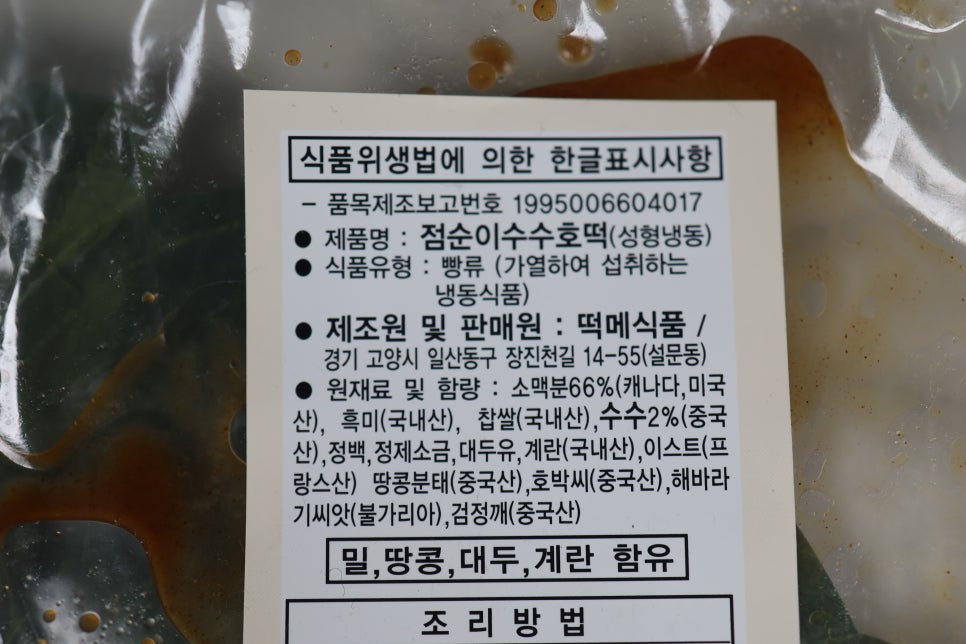 식품위생법에 의한 한글표시사항
- 품목제조보고번호 1995006604017
● 제품명 : 점순이수수호떡(성형냉동)
● 식품유형 : 빵류 (가열하여 섭취하는
냉동식품)
● 제조원 및 판매원 : 떡메식품 /
경기 고양시 일산동구 장진천길 14-55(설문동)
● 원재료 및 함량 : 소맥분66%(캐나다,미국
산), 흑미(국내산), 찹쌀(국내산),수수2%(중국
산),정백,정제소금,대두유,계란(국내산),이스트(프
랑스산) 땅콩분태(중국산),호박씨(중국산),해바라
기씨앗(불가리아),검정깨(중국산)
밀,땅콩,대두,계란 함유
조 리 방 법